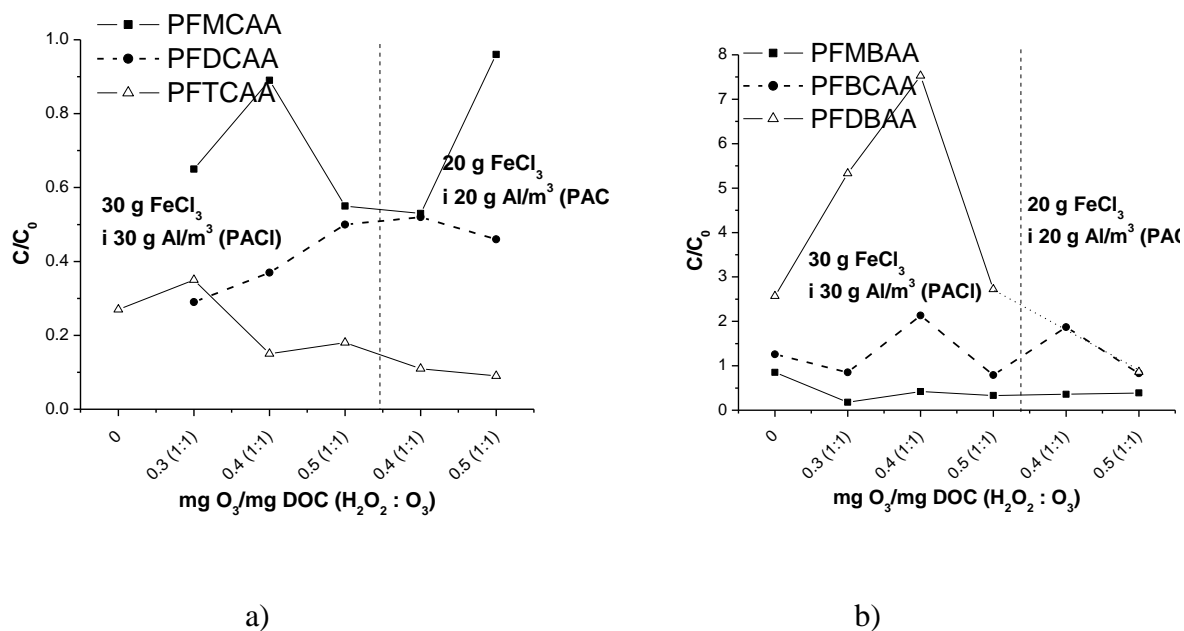 PFMCAA
PFDCAA
PFTCAA
1.0
0.8
0.6
0.4
0.2
0.0
C/C₀
30 g FeCl₃
i 30 g Al/m³ (PACl)
20 g FeCl₃
i 20 g Al/m³ (PAC
0
0.3 (1:1)
0.4 (1:1)
0.5 (1:1)
0.4 (1:1)
0.5 (1:1)
mg O₃/mg DOC (H₂O₂ : O₃)
a)
PFMBAA
PFBCAA
PFDBAA
8
7
6
5
4
3
2
1
0
C/C₀
30 g FeCl₃
i 30 g Al/m³ (PACl)
20 g FeCl₃
i 20 g Al/m³ (PAC
0
0.3 (1:1)
0.4 (1:1)
0.5 (1:1)
0.4 (1:1)
0.5 (1:1)
mg O₃/mg DOC (H₂O₂ : O₃)
b)